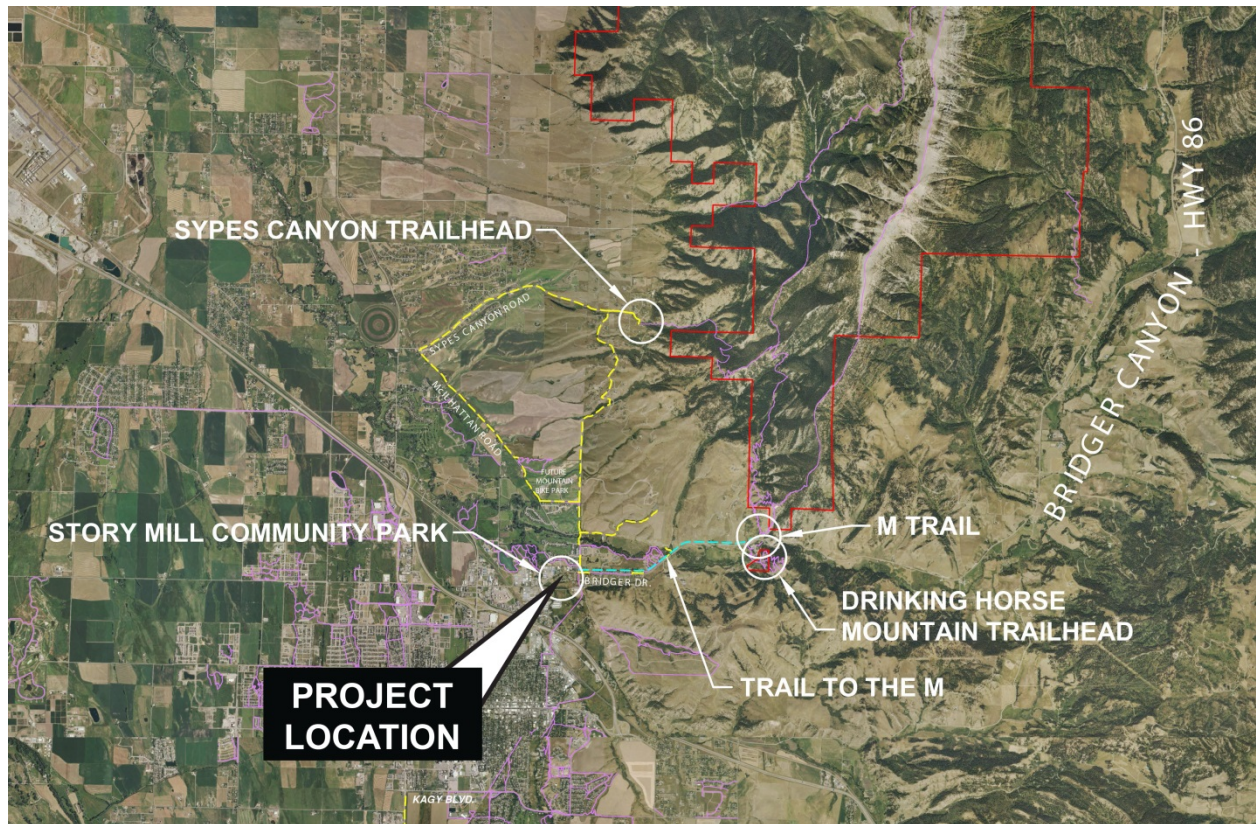 SYPES CANYON TRAILHEAD
BRIDGER CANYON - HWY 86
SYPES CANYON ROAD
MCILHATTAN ROAD
FUTURE
MOUNTAIN
BIKE PARK
STORY MILL COMMUNITY PARK
M TRAIL
BRIDGER DR
DRINKING HORSE
MOUNTAIN TRAILHEAD
TRAIL TO THE M
PROJECT
LOCATION
KAGY BLVD.